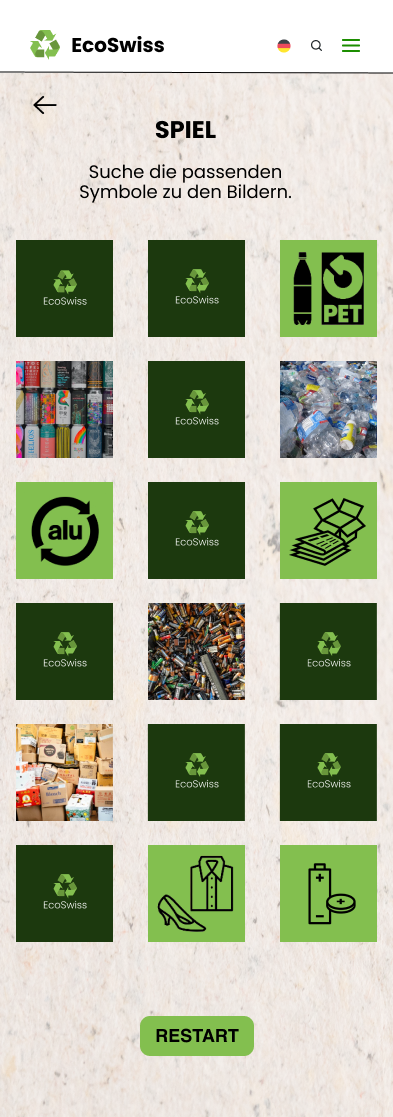 EcoSwiss
SPIEL
Suche die passenden
Symbole zu den Bildern.
EcoSwiss
EcoSwiss
PET
EcoSwiss
alu
EcoSwiss
EcoSwiss
EcoSwiss
EcoSwiss
EcoSwiss
EcoSwiss
RESTART